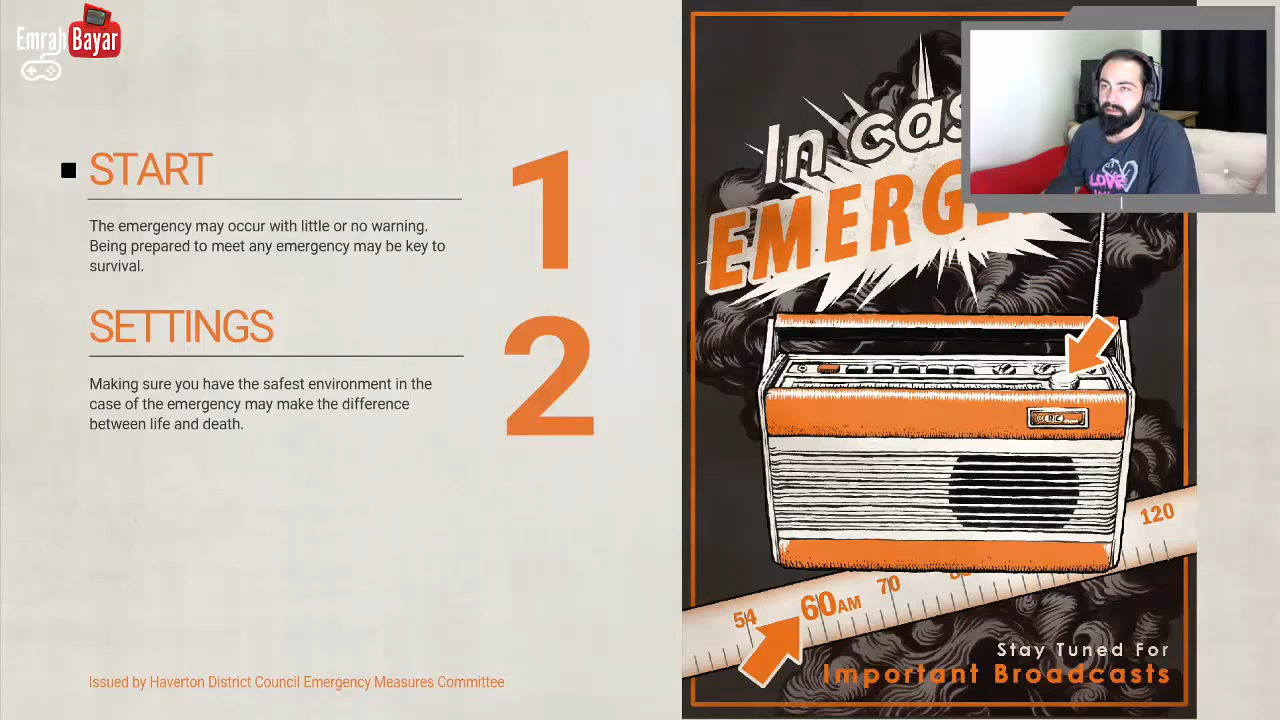 Emrah Bayar
START
The emergency may occur with little or no warning.
Being prepared to meet any emergency may be key to
survival.
1
SETTINGS
Making sure you have the safest environment in the
case of the emergency may make the difference
between life and death.
2
Issued by Haverton District Council Emergency Measures Committee
In cas
EMERGE
LOVE
120
54
60AM
70
Stay Tuned For
Important Broadcasts